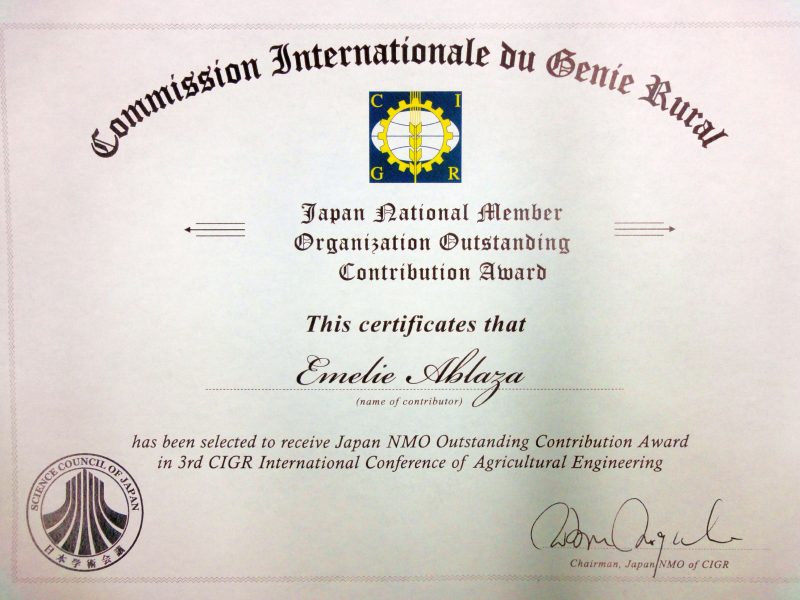 Commission Internationale du Genie Rural
C I
G R
Japan National Member
Organization Outstanding
Contribution Award
This certificates that
Emelie Ablaza
(name of contributor)
has been selected to receive Japan NMO Outstanding Contribution Award
in 3rd CIGR International Conference of Agricultural Engineering
SCIENCE COUNCIL OF JAPAN
日本学術会議
Chairman, Japan NMO of CIGR